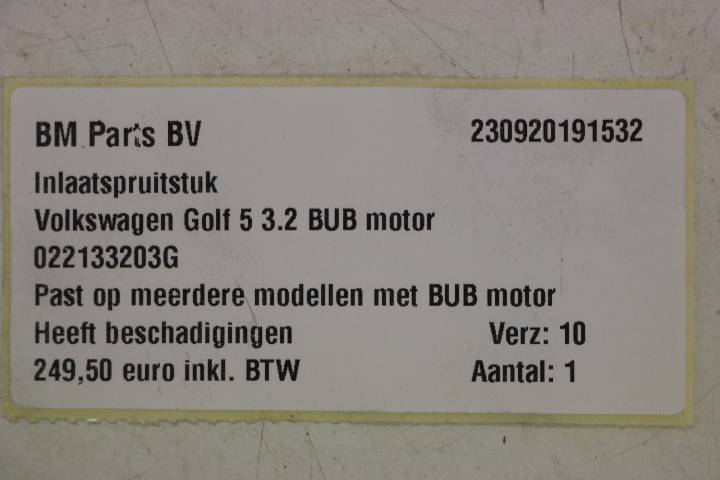 BM Parts BV 230920191532
Inlaatspruitstuk
Volkswagen Golf 5 3.2 BUB motor
022133203G
Past op meerdere modellen met BUB motor
Heeft beschadigingen Verz: 10
249,50 euro inkl. BTW Aantal: 1